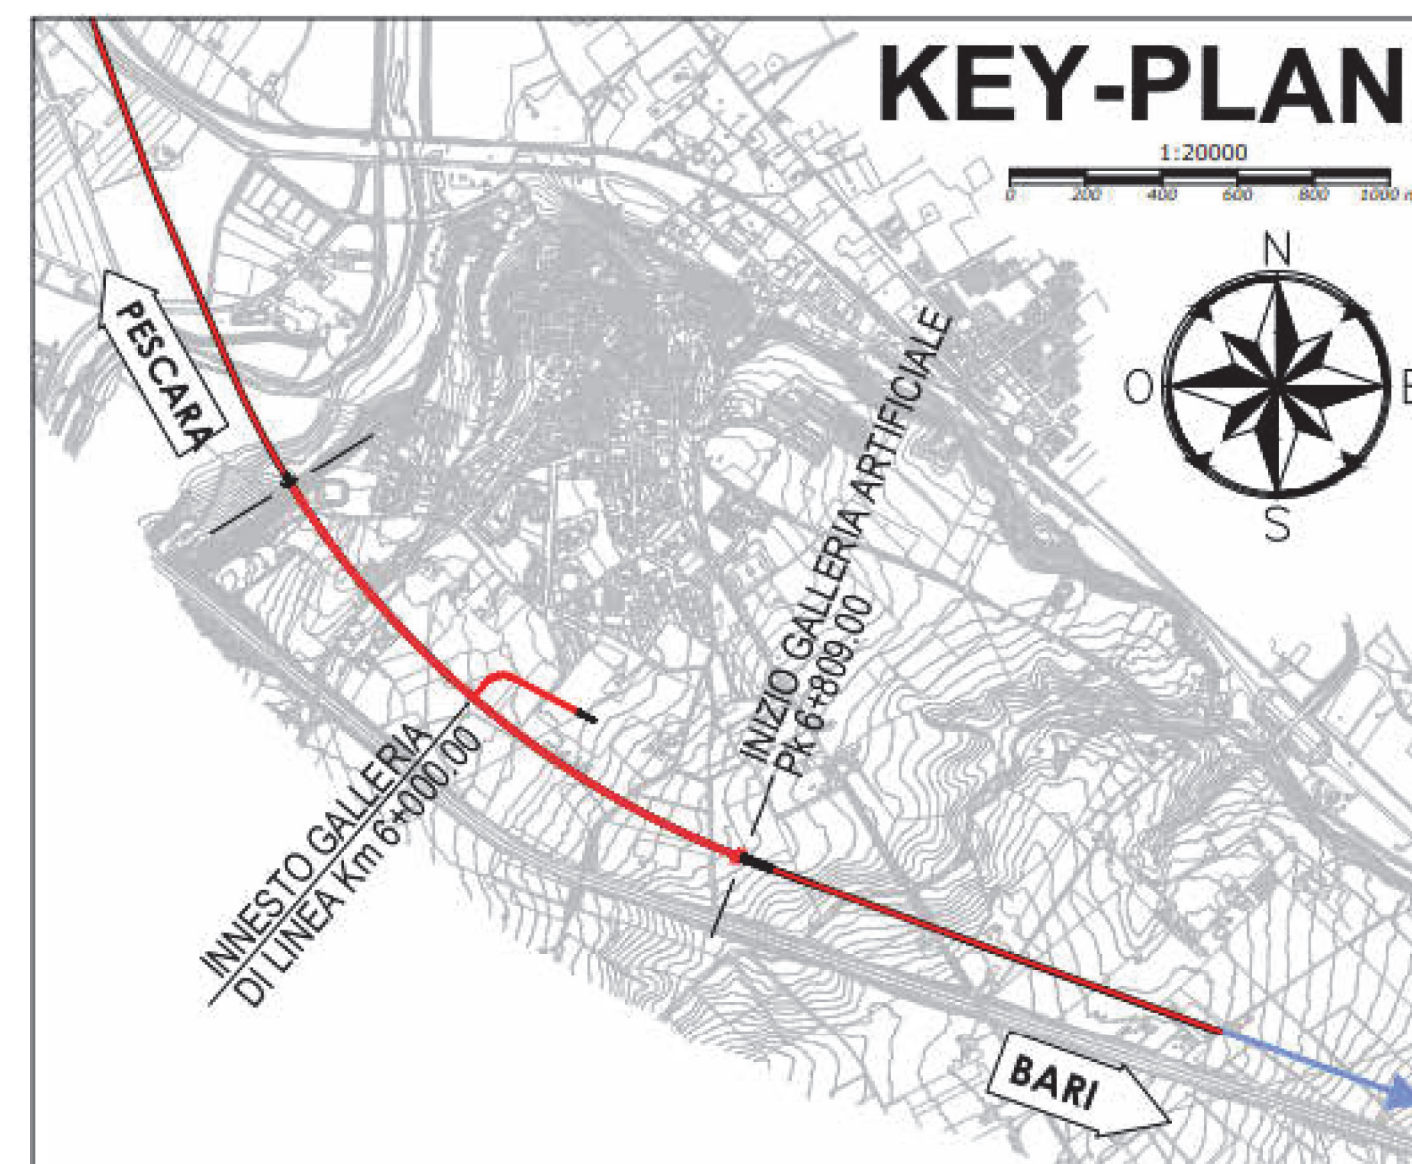 KEY-PLAN
1:20000
0 200 400 600 800 1000
N
O
S
PESCARA
INIZIO GALLERIA ARTIFICIALE
Pk 6+809.00
INNESTO GALLERIA
DI LINEA Km 6+000.00
BARI